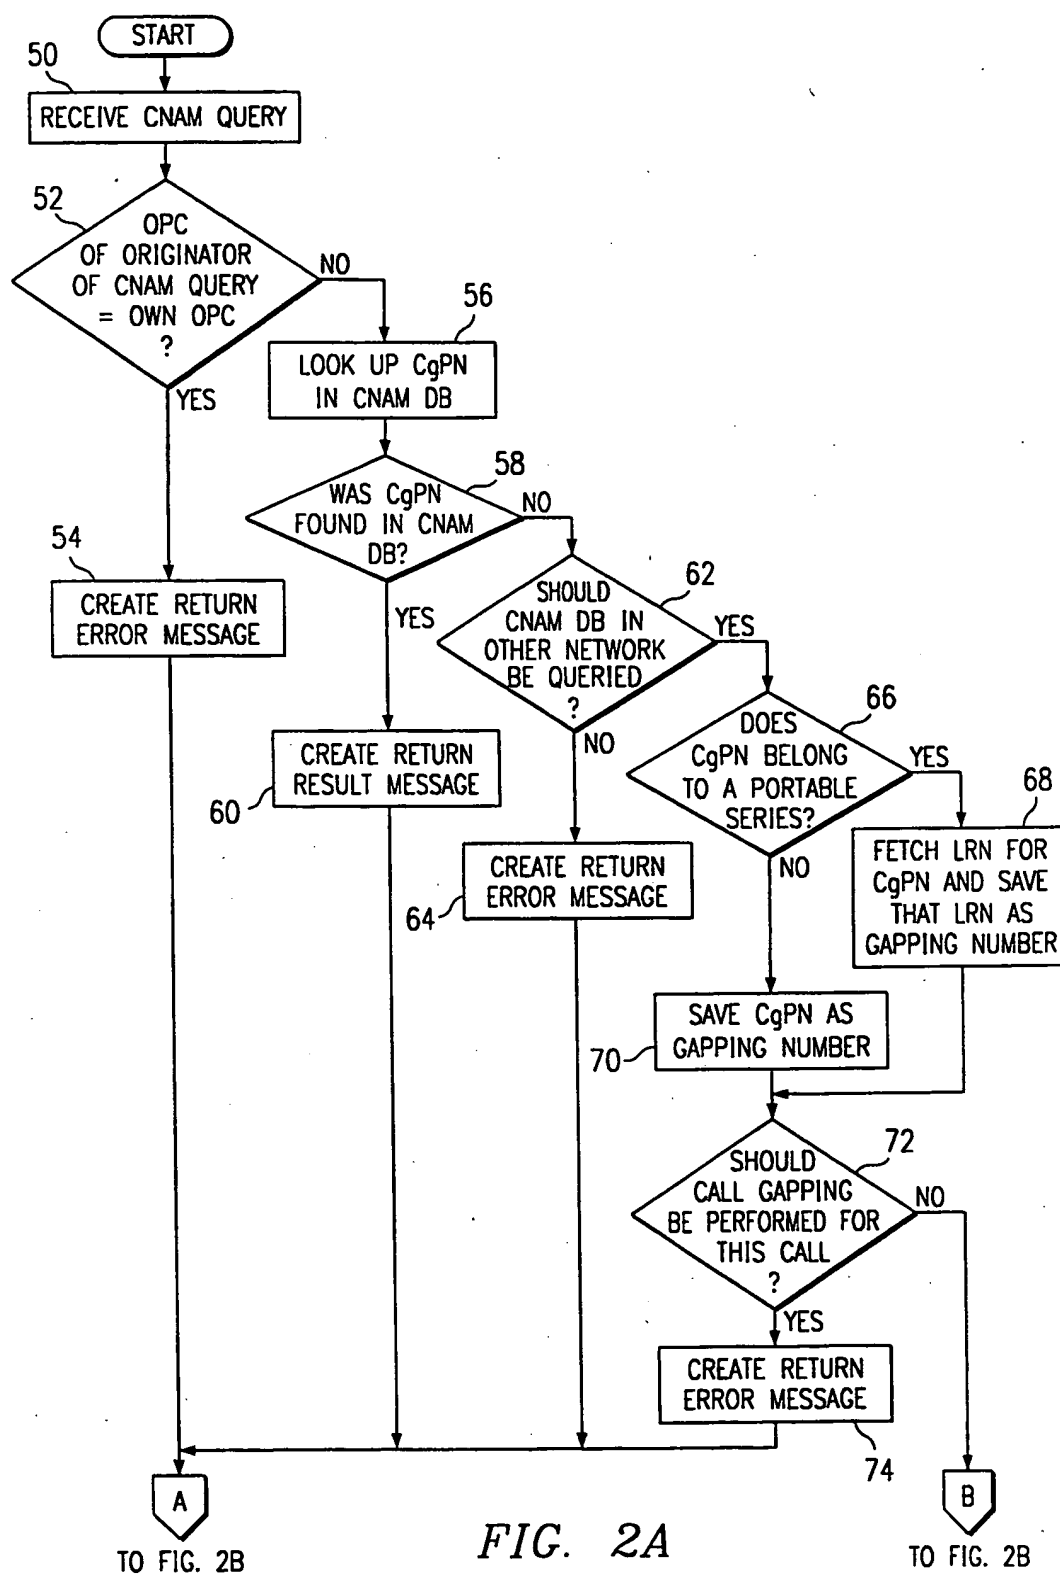 START
50
RECEIVE CNAM QUERY
52
OPC
OF ORIGINATOR
OF CNAM QUERY
= OWN OPC
?
NO
YES
56
LOOK UP CgPN
IN CNAM DB
58
WAS CgPN
FOUND IN CNAM
DB?
NO
YES
54
CREATE RETURN
ERROR MESSAGE
62
SHOULD
CNAM DB IN
OTHER NETWORK
BE QUERIED
?
YES
NO
60
CREATE RETURN
RESULT MESSAGE
66
DOES
CgPN BELONG
TO A PORTABLE
SERIES?
YES
NO
68
FETCH LRN FOR
CgPN AND SAVE
THAT LRN AS
GAPPING NUMBER
64
CREATE RETURN
ERROR MESSAGE
70
SAVE CgPN AS
GAPPING NUMBER
72
SHOULD
CALL GAPPING
BE PERFORMED FOR
THIS CALL
?
NO
YES
CREATE RETURN
ERROR MESSAGE
74
A
TO FIG. 2B
FIG. 2A
B
TO FIG. 2B